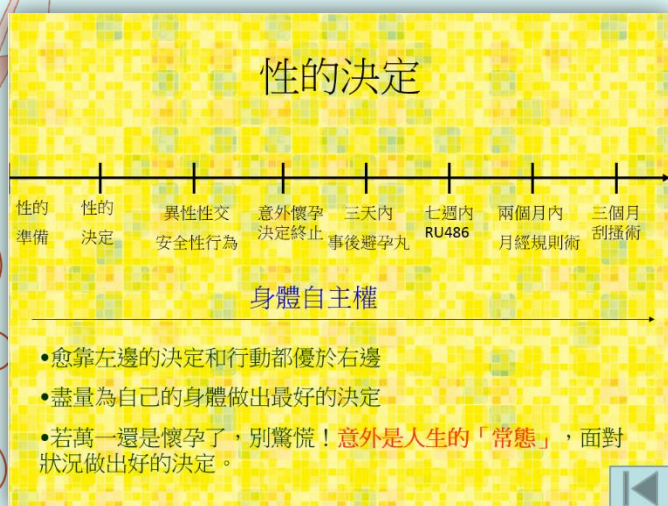 性的決定
性的 性的 異性性交 意外懷孕 三天內 七週內 兩個月內 三個月
準備 決定 安全性行為 決定終止 事後避孕丸 RU486 月經規則術 刮搔術
身體自主權
•愈靠左邊的決定和行動都優於右邊
•盡量為自己的身體做出最好的決定
•若萬一還是懷孕了，別驚慌！意外是人生的「常態」，面對
狀況做出好的決定。